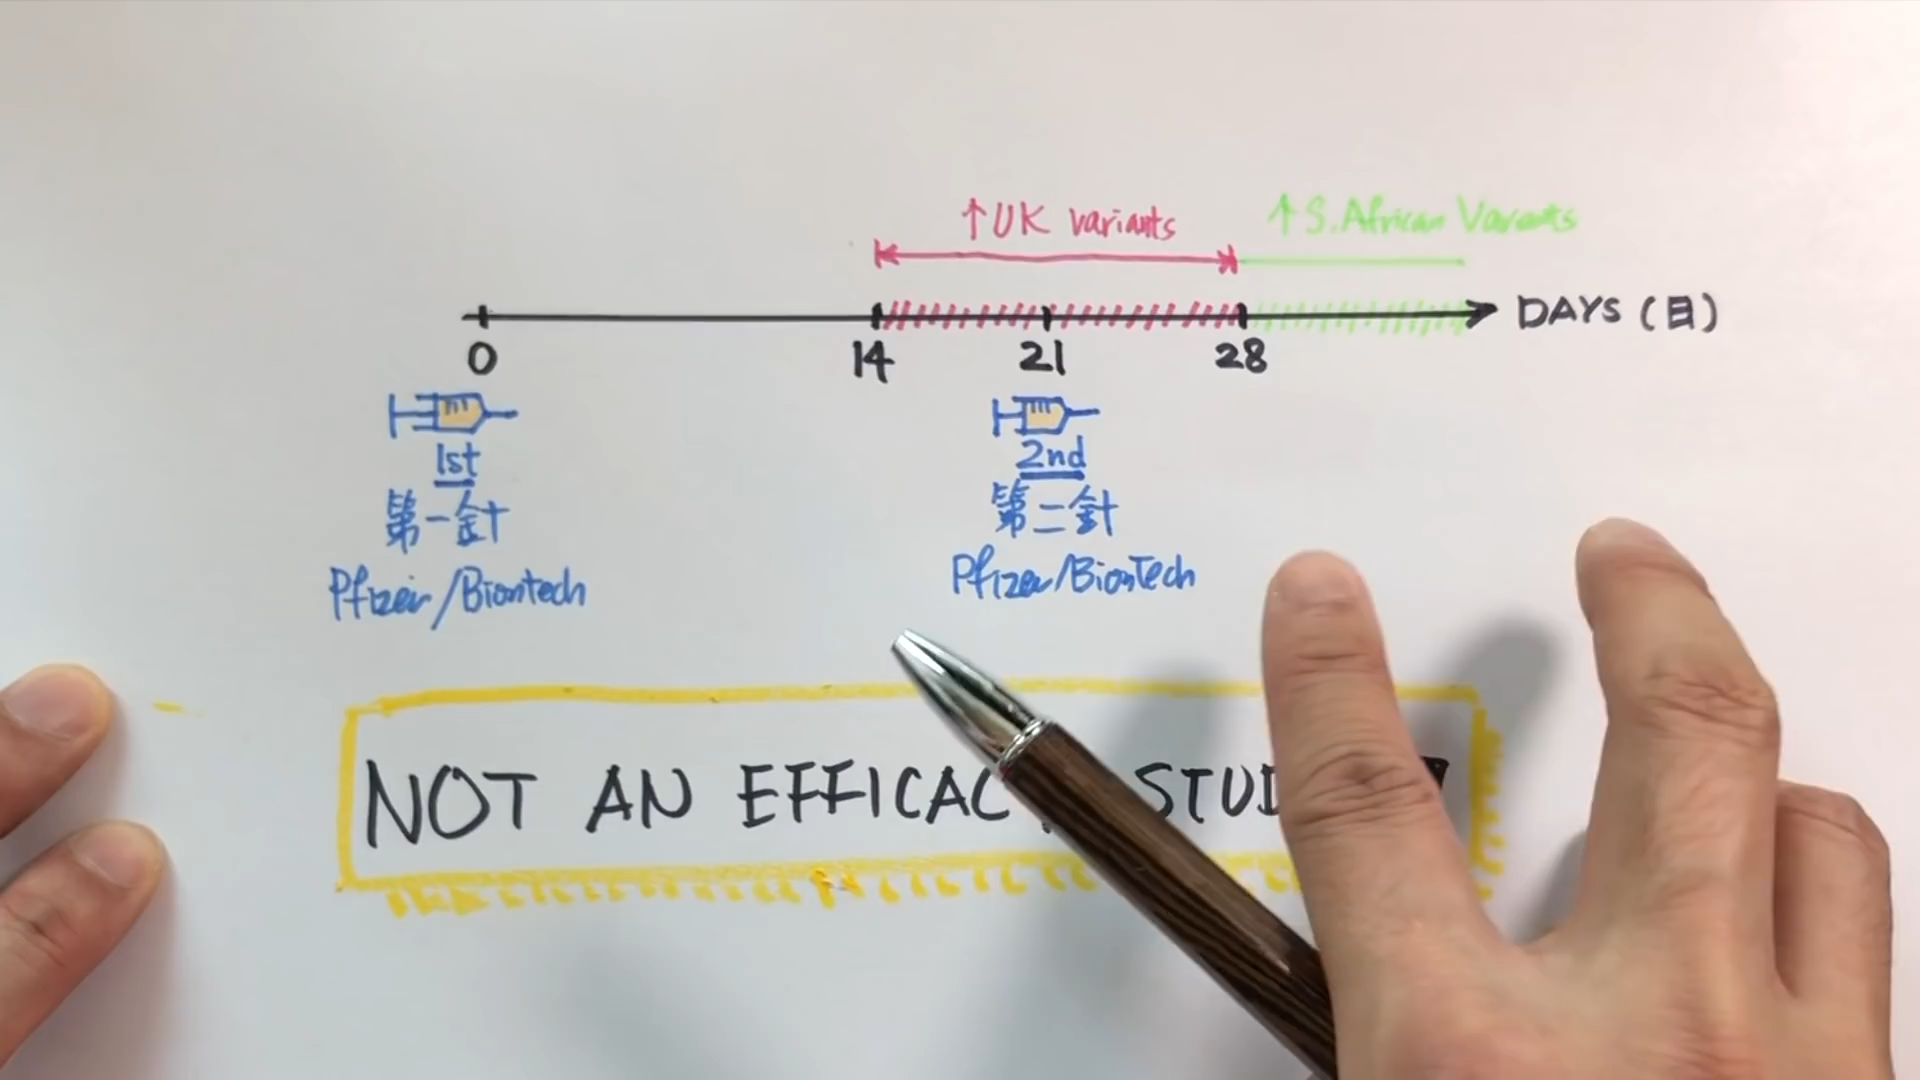 ↑UK variants
↑S.African Variants
DAYS (日)
0 14 21 28
1st
第一針
Pfizer/Biontech
2nd
第二針
Pfizer/BionTech
NOT AN EFFICAC STUD